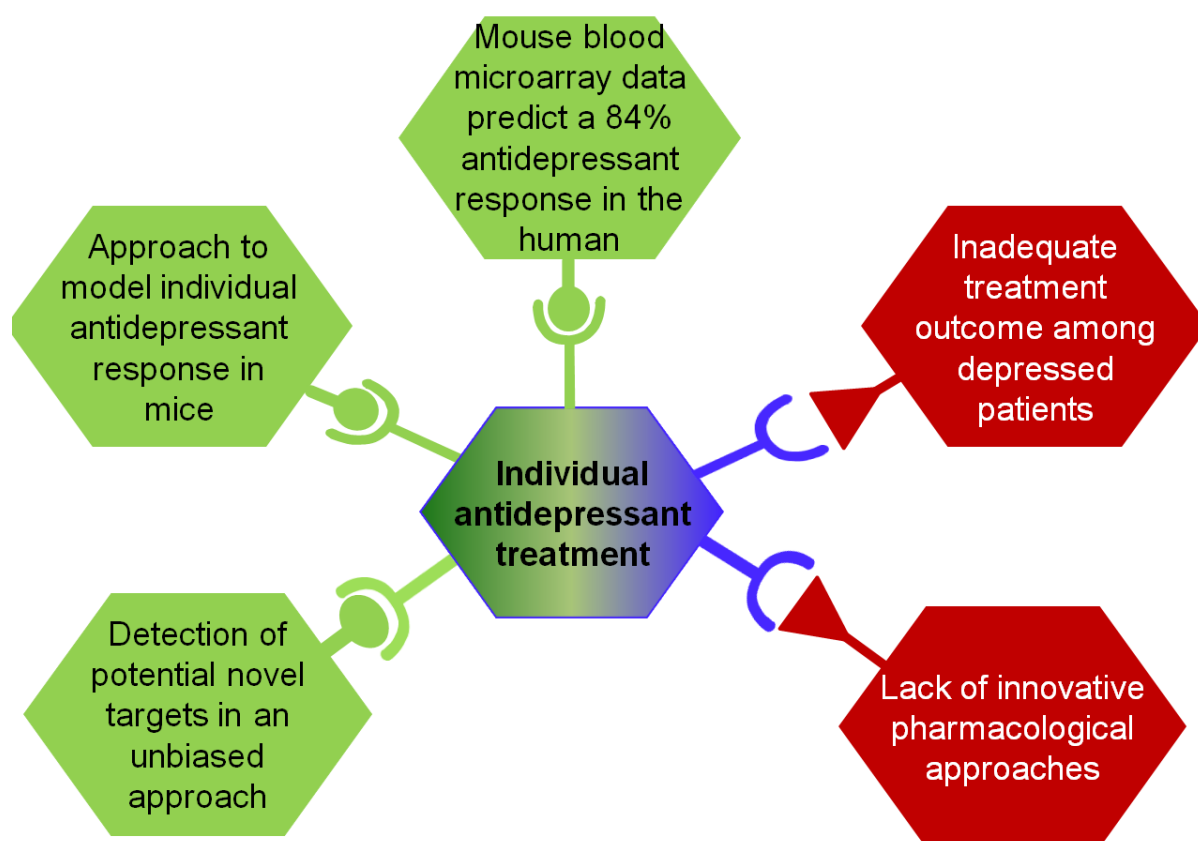 Mouse blood
microarray data
predict a 84%
antidepressant
response in the
human
Approach to
model individual
antidepressant
response in
mice
Inadequate
treatment
outcome among
depressed
patients
Individual
antidepressant
treatment
Detection of
potential novel
targets in an
unbiased
approach
Lack of innovative
pharmacological
approaches